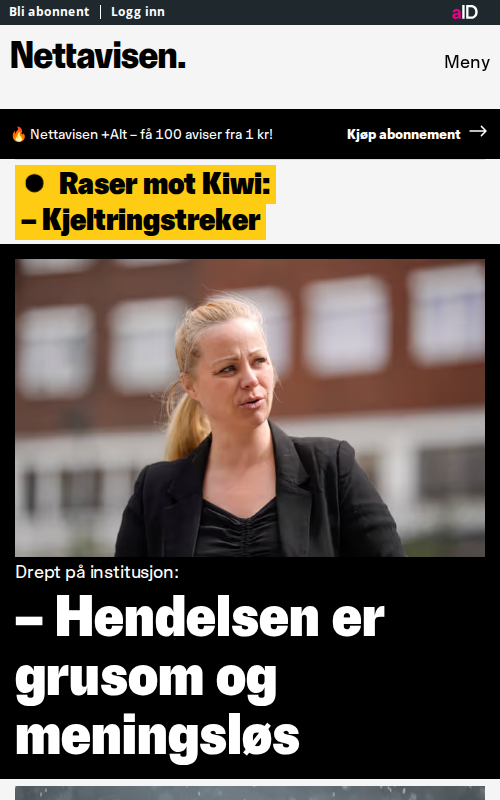 Bli abonnent | Logg inn
aID
Nettavisen.
Meny
🔥 Nettavisen +Alt – få 100 aviser fra 1 kr!
Kjøp abonnement →
● Raser mot Kiwi:
– Kjeltringstreker
Drept på institusjon:
– Hendelsen er
grusom og
meningsløs